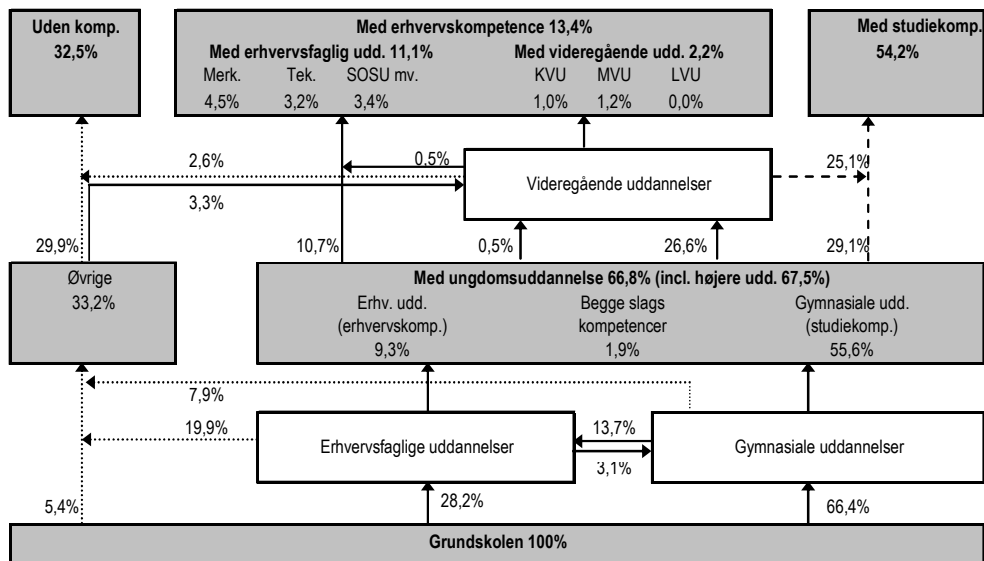 Uden komp.
32,5%
Med erhvervskompetence 13,4%
Med erhvervsfaglig udd. 11,1%
Med videregående udd. 2,2%
Merk.
Tek.
SOSU mv.
KVU
MVU
LVU
4,5%
3,2%
3,4%
1,0%
1,2%
0,0%
Med studiekomp.
54,2%
2,6%
0,5%
25,1%
Videregående uddannelser
3,3%
29,9%
10,7%
0,5%
26,6%
29,1%
Øvrige
33,2%
Med ungdomsuddannelse 66,8% (incl. højere udd. 67,5%)
Erhv. udd.
(erhvervskomp.)
9,3%
Begge slags
kompetencer
1,9%
Gymnasiale udd.
(studiekomp.)
55,6%
7,9%
19,9%
Erhvervsfaglige uddannelser
13,7%
3,1%
Gymnasiale uddannelser
5,4%
28,2%
66,4%
Grundskolen 100%